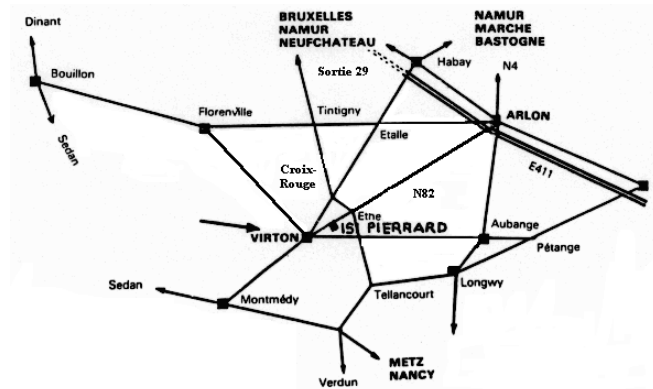 Dinant
BRUXELLES
NAMUR
NEUFCHATEAU
NAMUR
MARCHE
BASTOGNE
Sortie 29
Habay
N4
Bouillon
Florenville
Tintigny
ARLON
Etalle
Sedan
Croix-
Rouge
E411
N82
Ethe
VIRTON
ISI PIERRARD
Aubange
Pétange
Sedan
Montmédy
Tellancourt
Longwy
METZ
NANCY
Verdun